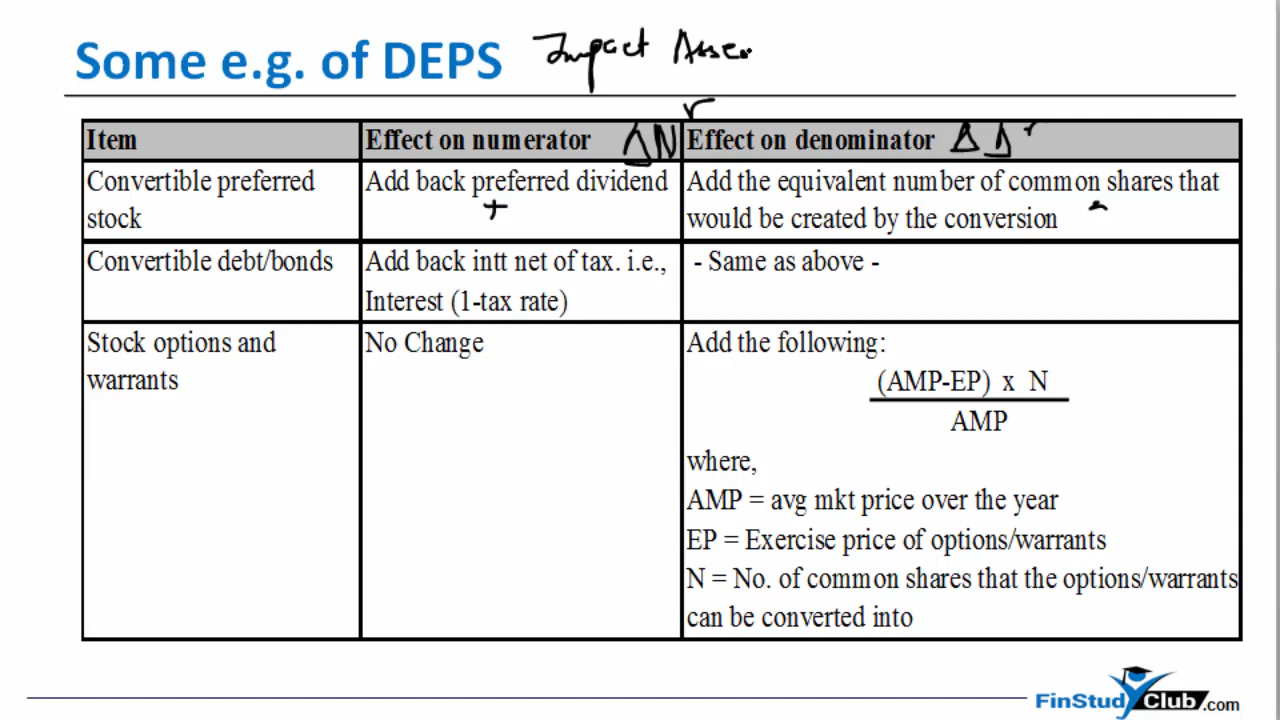 Some e.g. of DEPS Impact Asse
Item Effect on numerator ΔN Effect on denominator ΔD
Convertible preferred stock
Add back preferred dividend
+
Add the equivalent number of common shares that
would be created by the conversion
Convertible debt/bonds
Add back intt net of tax. i.e.,
Interest (1-tax rate)
- Same as above -
Stock options and
warrants
No Change
Add the following:
(AMP-EP) x N
AMP
where,
AMP = avg mkt price over the year
EP = Exercise price of options/warrants
N = No. of common shares that the options/warrants
can be converted into
FinStudyClub.com